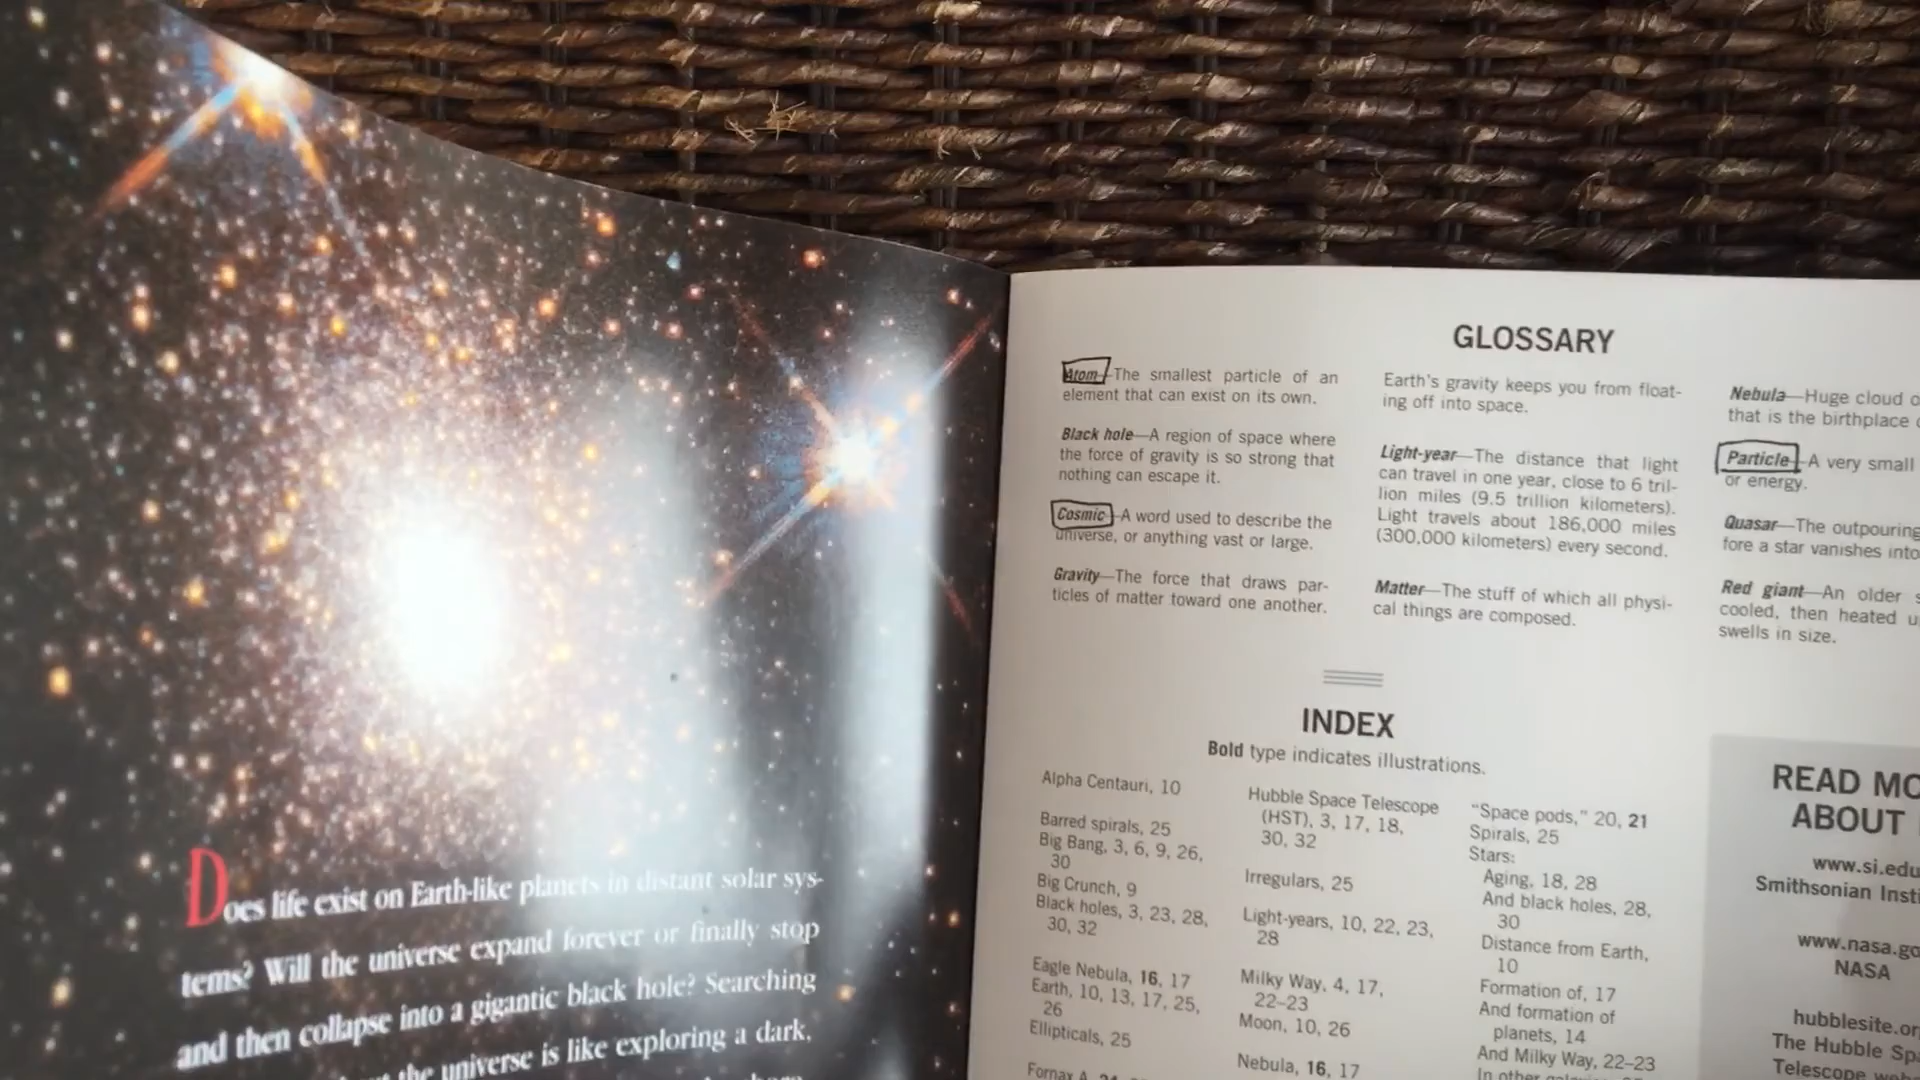 Does life exist on Earth-like planets in distant solar sys-
tems? Will the universe expand forever or finally stop
and then collapse into a gigantic black hole? Searching
the universe is like exploring a dark,
GLOSSARY
Atom—The smallest particle of an
element that can exist on its own.
Black hole—A region of space where
the force of gravity is so strong that
nothing can escape it.
Cosmic—A word used to describe the
universe, or anything vast or large.
Gravity—The force that draws par-
ticles of matter toward one another.
Earth's gravity keeps you from float-
ing off into space.
Light-year—The distance that light
can travel in one year, close to 6 tril-
lion miles (9.5 trillion kilometers).
Light travels about 186,000 miles
(300,000 kilometers) every second.
Matter—The stuff of which all physi-
cal things are composed.
Nebula—Huge cloud
that is the birthplace
Particle—A very small
or energy.
Quasar—The outpouring
fore a star vanishes into
Red giant—An older
cooled, then heated
swells in size.
INDEX
Bold type indicates illustrations.
Alpha Centauri, 10
Barred spirals, 25
Big Bang, 3, 6, 9, 26,
30
Big Crunch, 9
Black holes, 3, 23, 28,
30, 32
Eagle Nebula, 16, 17
Earth, 10, 13, 17, 25,
26
Ellipticals, 25
Fornax A,
Hubble Space Telescope
(HST), 3, 17, 18,
30, 32
Irregulars, 25
Light-years, 10, 22, 23,
28
Milky Way, 4, 17,
22–23
Moon, 10, 26
Nebula, 16, 17
"Space pods," 20, 21
Spirals, 25
Stars:
Aging, 18, 28
And black holes, 28,
30
Distance from Earth,
10
Formation of, 17
And formation of
planets, 14
And Milky Way, 22–23
In other
READ MO
ABOUT
www.si.edu
Smithsonian Insti
www.nasa.go
NASA
hubblesite.or
The Hubble Spa
Telescope